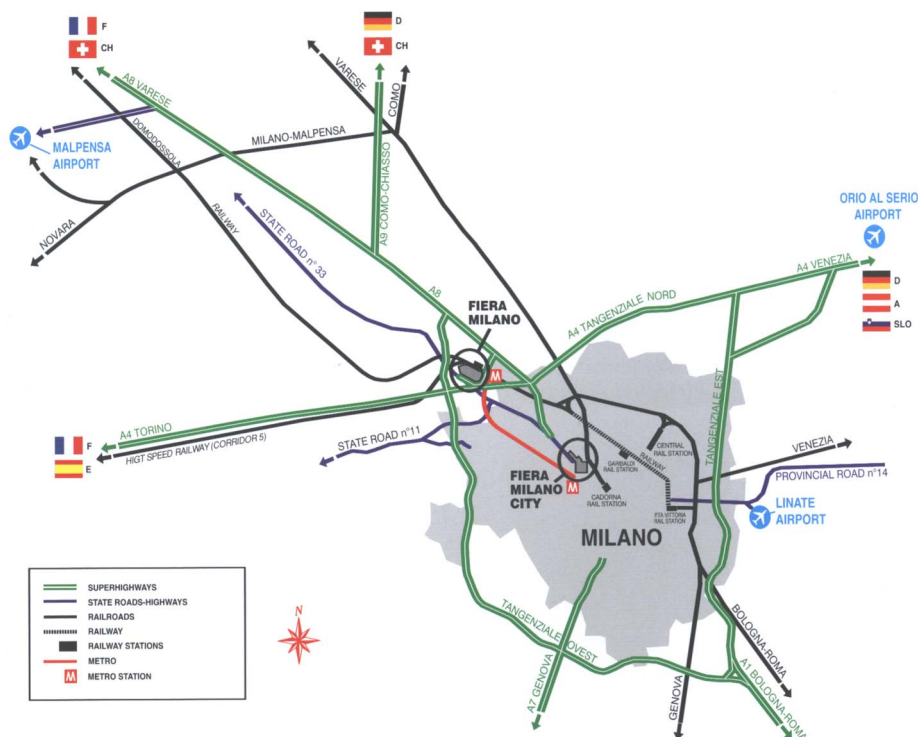 F
CH
D
CH
A8 VARESE
VARESE
COMO
DOMODOSSOLA
MILANO-MALPENSA
MALPENSA
AIRPORT
NOVARA
RAILWAY
STATE ROAD n° 33
A9 COMO-CHIASSO
ORIO AL SERIO
AIRPORT
A4 VENEZIA
D
A
SLO
A8
FIERA
MILANO
A4 TANGENZIALE NORD
M
TANGENZIALE EST
A4 TORINO
F
E
HIGT SPEED RAILWAY (CORRIDOR 5)
STATE ROAD n°11
CENTRAL
RAIL STATION
VENEZIA
RAILWAY
GARIBALDI
RAIL STATION
PROVINCIAL ROAD n°14
FIERA
MILANO
CITY
M
CADORNA
RAIL STATION
PTA VITTORIA
RAIL STATION
LINATE
AIRPORT
MILANO
SUPERHIGHWAYS
STATE ROADS-HIGHWAYS
RAILROADS
RAILWAY
RAILWAY STATIONS
METRO
M
METRO STATION
N
TANGENZIALE OVEST
A7 GENOVA
GENOVA
BOLOGNA-ROMA
A1 BOLOGNA-ROMA